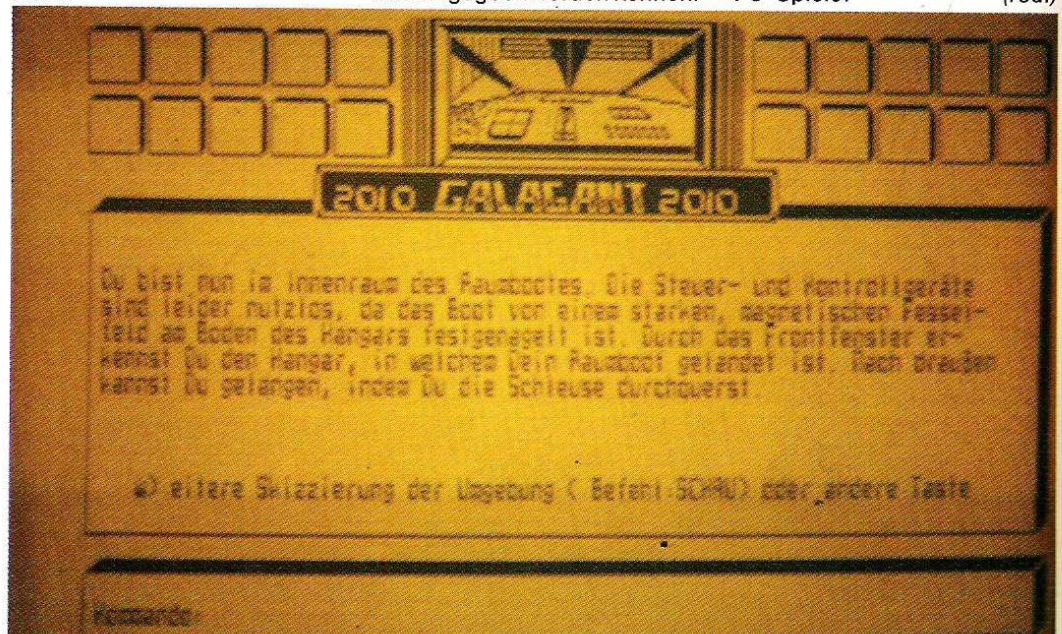 PC-Spieler (rudi)
2010 GALAGANT 2010
Du bist nun im Innenraum des Raumbootes. Die Steuer- und Kontrollgeräte
sind leider nutzlos, da das Boot von einem starken, magnetischen Fessel-
feld am Boden des Hangars festgenagelt ist. Durch das Frontfenster er-
kennst Du den Hangar, in welchem Dein Raumboot gelandet ist. Nach draußen
kannst Du gelangen, indem Du die Schleuse durchquerst.
w) eitere Skizzierung der Umgebung ( Befehl:SCHAU) oder andere Taste
Kommando: